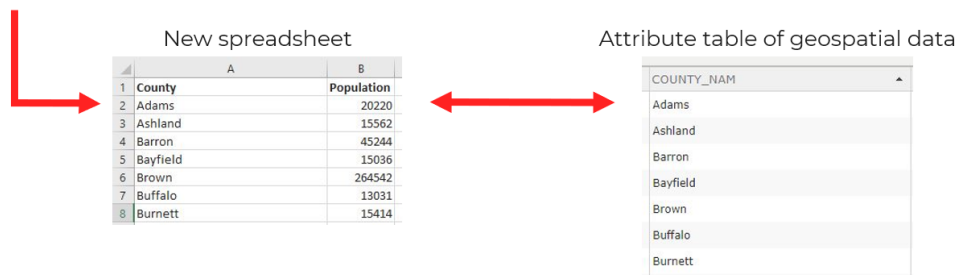 New spreadsheet
A B
1 County Population
2 Adams 20220
3 Ashland 15562
4 Barron 45244
5 Bayfield 15036
6 Brown 264542
7 Buffalo 13031
8 Burnett 15414
Attribute table of geospatial data
COUNTY_NAM
Adams
Ashland
Barron
Bayfield
Brown
Buffalo
Burnett